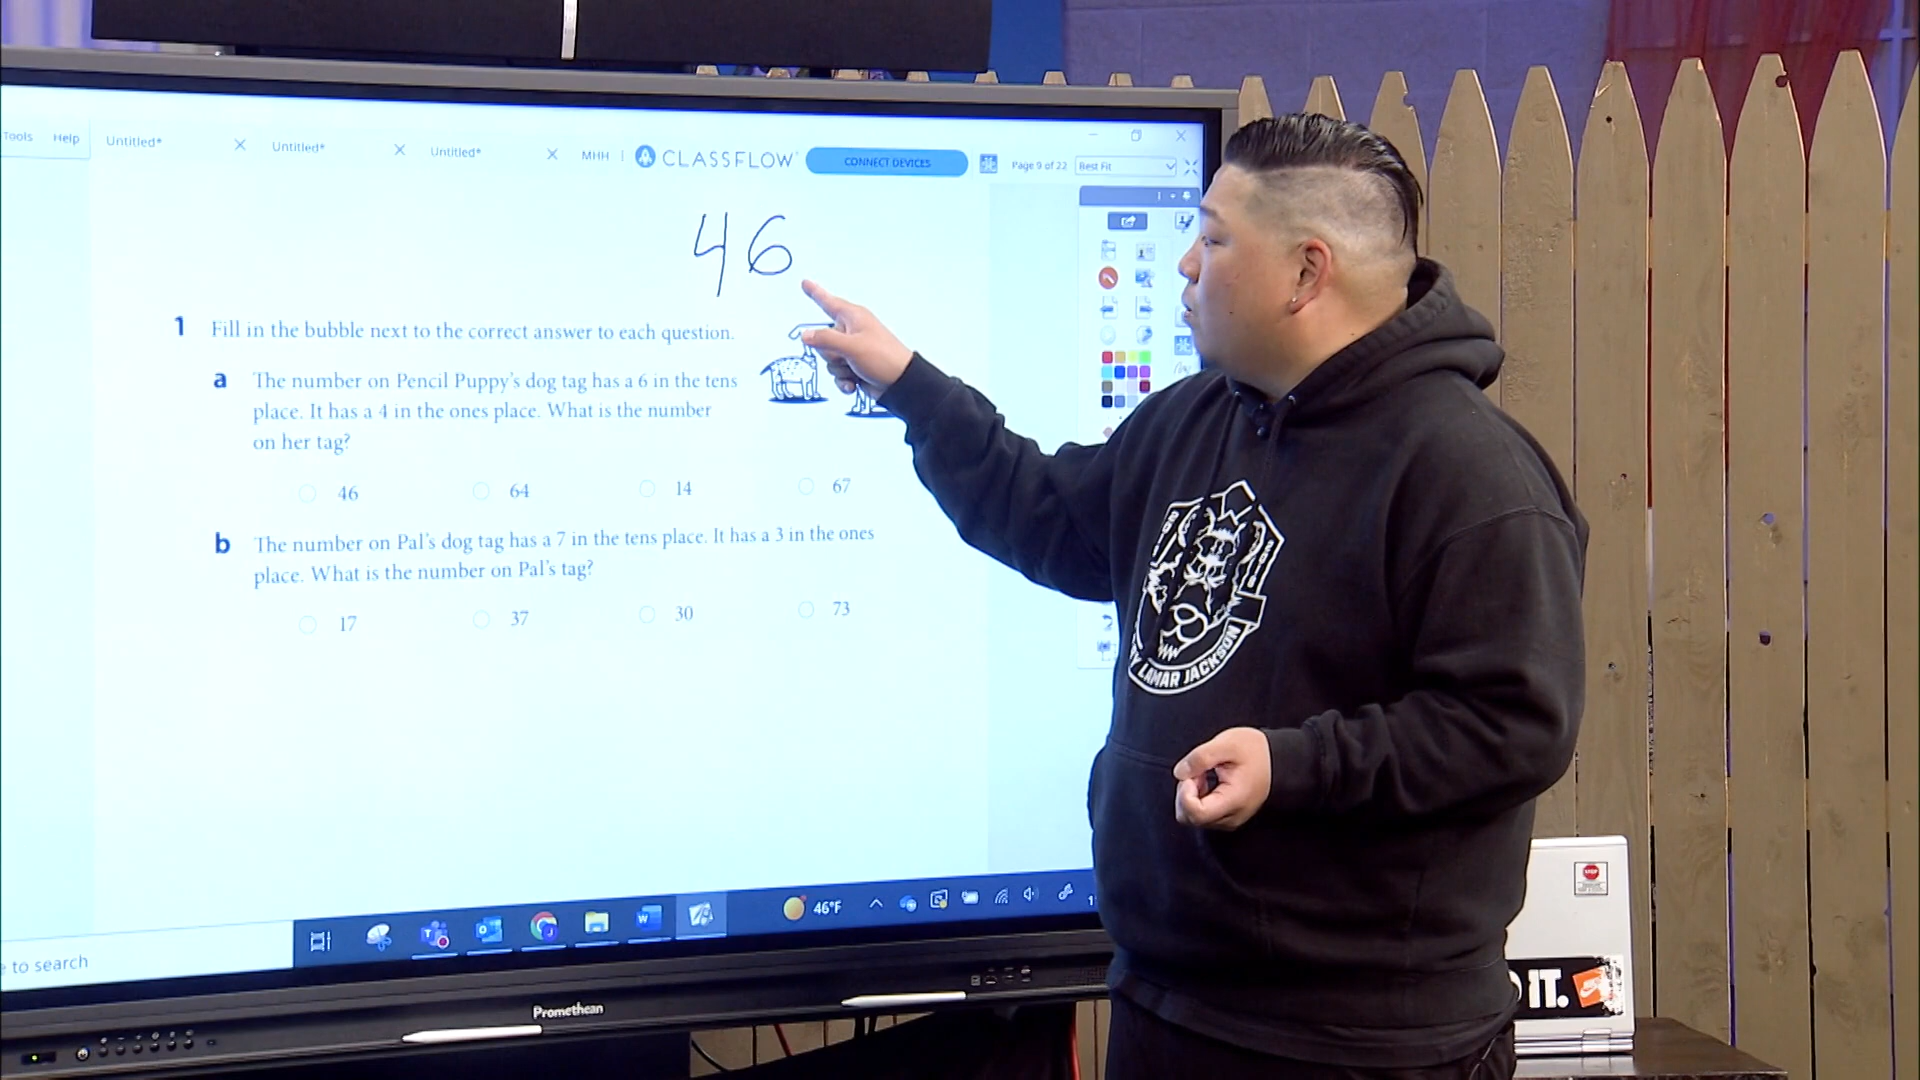 Tools Help Untitled* Untitled* Untitled* MHH CLASSFLOW CONNECT DEVICES Page 9 of 22 Best Fit
46
1 Fill in the bubble next to the correct answer to each question.
a The number on Pencil Puppy's dog tag has a 6 in the tens
place. It has a 4 in the ones place. What is the number
on her tag?
46 64 14 67
b The number on Pal's dog tag has a 7 in the tens place. It has a 3 in the ones
place. What is the number on Pal's tag?
17 37 30 73
LAMAR JACKSON
46°F
to search
Promethean
IT.
STOP